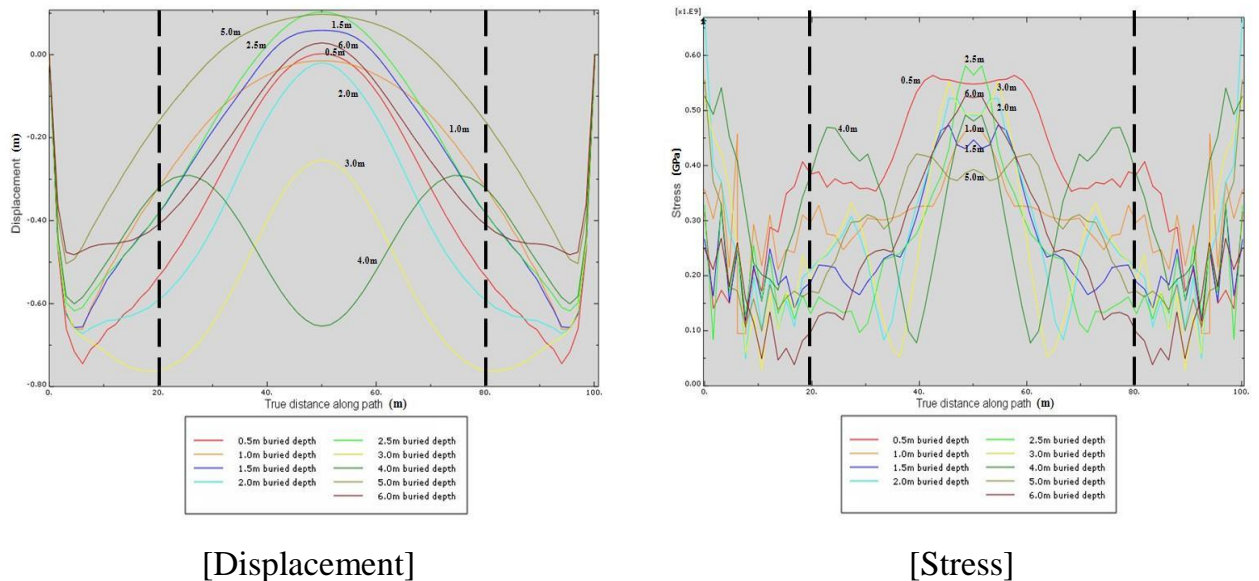 0.00
-0.20
-0.40
-0.60
-0.80
Displacement (m)
5.0m
2.5m
1.5m
6.0m
0.5m
2.0m
1.0m
3.0m
4.0m
0. 20. 40. 60. 80. 100.
True distance along path (m)
0.5m buried depth
1.0m buried depth
1.5m buried depth
2.0m buried depth
2.5m buried depth
3.0m buried depth
4.0m buried depth
5.0m buried depth
6.0m buried depth
[Displacement]
[x1.E9]
0.60
0.50
0.40
0.30
0.20
0.10
0.00
Stress (GPa)
2.5m
0.5m
3.0m
6.0m
2.0m
4.0m
1.0m
1.5m
5.0m
0. 20. 40. 60. 80. 100.
True distance along path (m)
0.5m buried depth
1.0m buried depth
1.5m buried depth
2.0m buried depth
2.5m buried depth
3.0m buried depth
4.0m buried depth
5.0m buried depth
6.0m buried depth
[Stress]